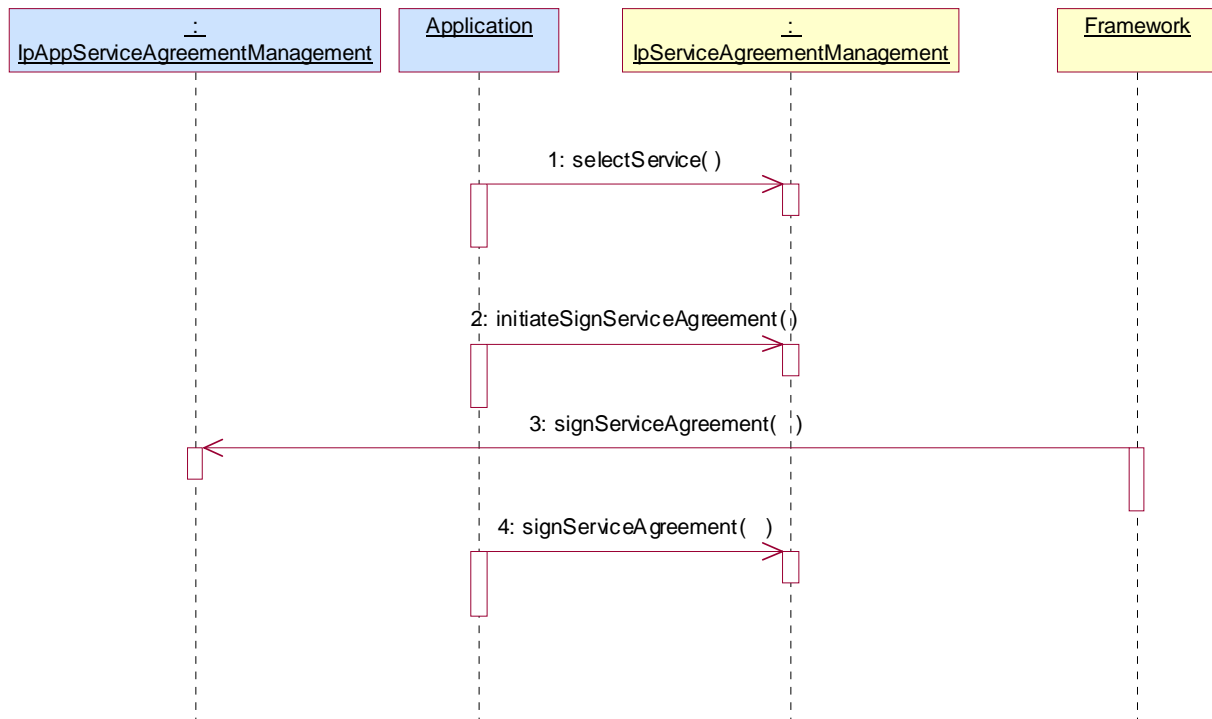 :
IpAppServiceAgreementManagement
Application
:
IpServiceAgreementManagement
Framework
1: selectService( )
2: initiateSignServiceAgreement( )
3: signServiceAgreement(   )
4: signServiceAgreement(   )